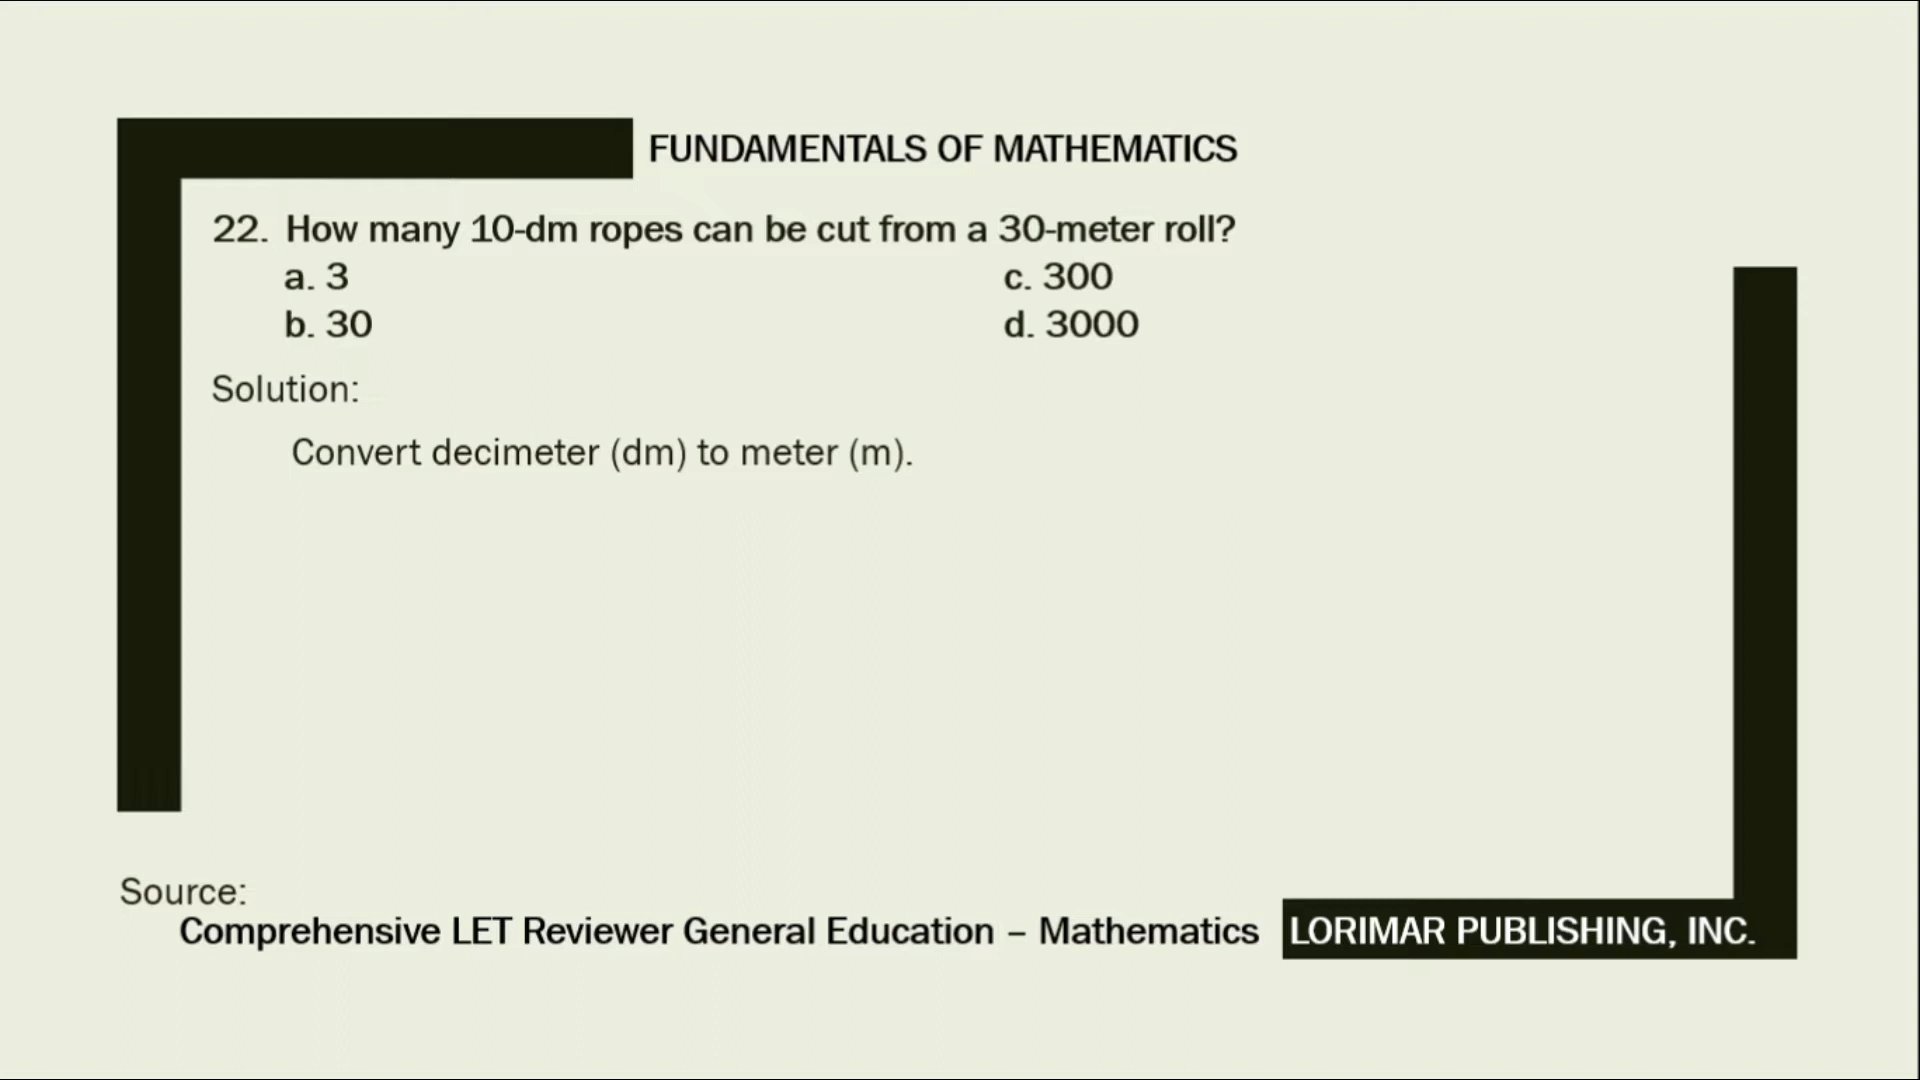 FUNDAMENTALS OF MATHEMATICS
22. How many 10-dm ropes can be cut from a 30-meter roll?
a. 3 c. 300
b. 30 d. 3000
Solution:
Convert decimeter (dm) to meter (m).
Source:
Comprehensive LET Reviewer General Education – Mathematics LORIMAR PUBLISHING, INC.